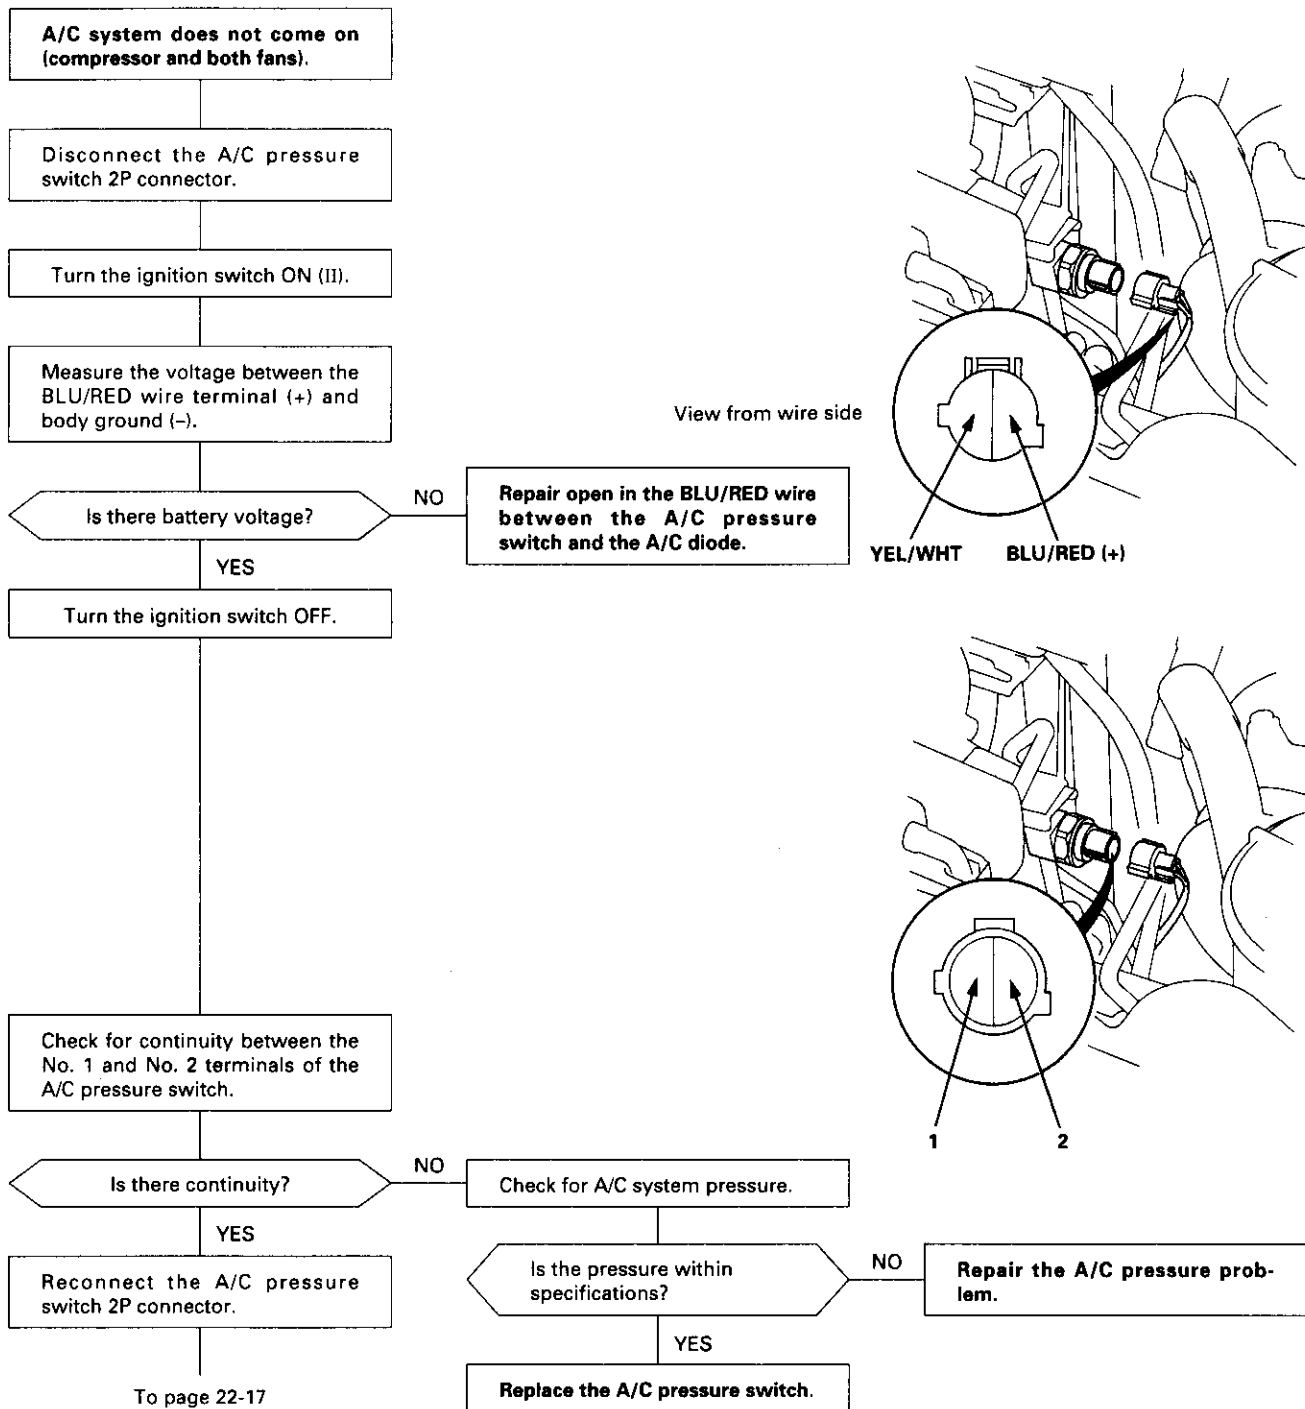 A/C system does not come on
(compressor and both fans).
Disconnect the A/C pressure
switch 2P connector.
Turn the ignition switch ON (II).
Measure the voltage between the
BLU/RED wire terminal (+) and
body ground (–).
View from wire side
Is there battery voltage?
NO
Repair open in the BLU/RED wire
between the A/C pressure
switch and the A/C diode.
YEL/WHT
BLU/RED (+)
YES
Turn the ignition switch OFF.
Check for continuity between the
No. 1 and No. 2 terminals of the
A/C pressure switch.
1
2
Is there continuity?
NO
Check for A/C system pressure.
YES
Reconnect the A/C pressure
switch 2P connector.
Is the pressure within
specifications?
NO
Repair the A/C pressure prob-
lem.
YES
To page 22-17
Replace the A/C pressure switch.